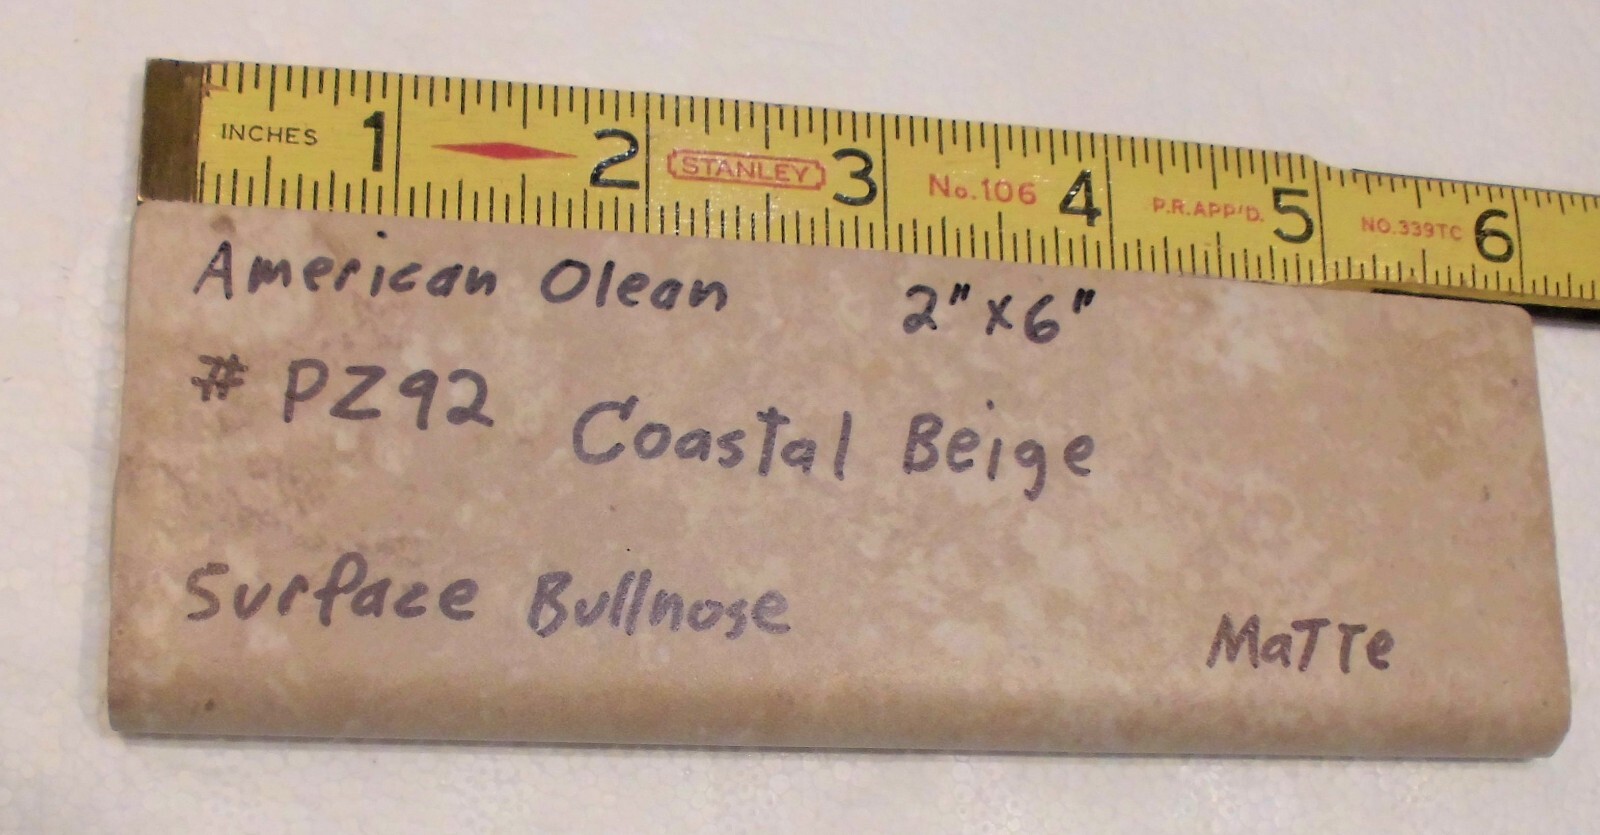 INCHES 1 2 STANLEY 3 No.106 4 P.R.APP'D. 5 NO.339TC 6
American Olean 2" x 6"
# PZ92 Coastal Beige
Surface Bullnose
MaTTe